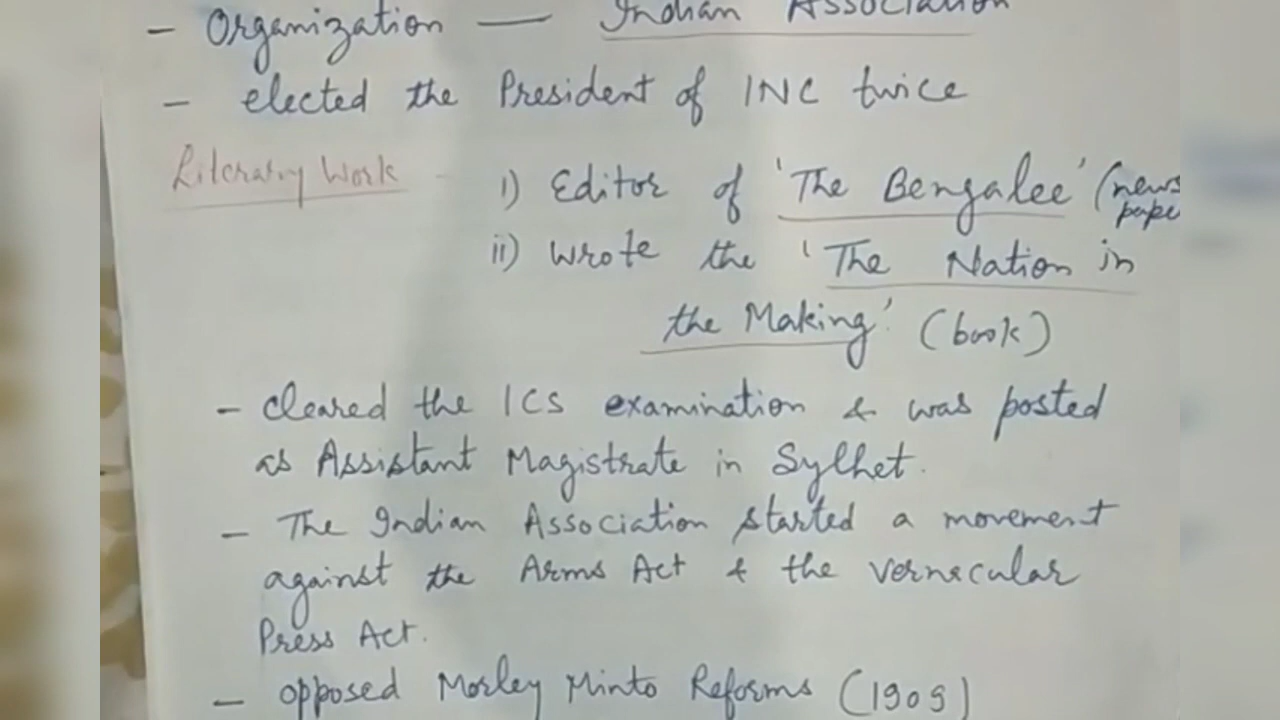 - Organization — Indian Association
- elected the President of INC twice
Literary Work - i) Editor of 'The Bengalee' (news
pape
ii) wrote the 'The Nation in
the Making' (book)
- cleared the ICS examination & was posted
as Assistant Magistrate in Sylhet.
- The Indian Association started a movement
against the Arms Act & the vernacular
Press Act.
- opposed Morley Minto Reforms (1909)